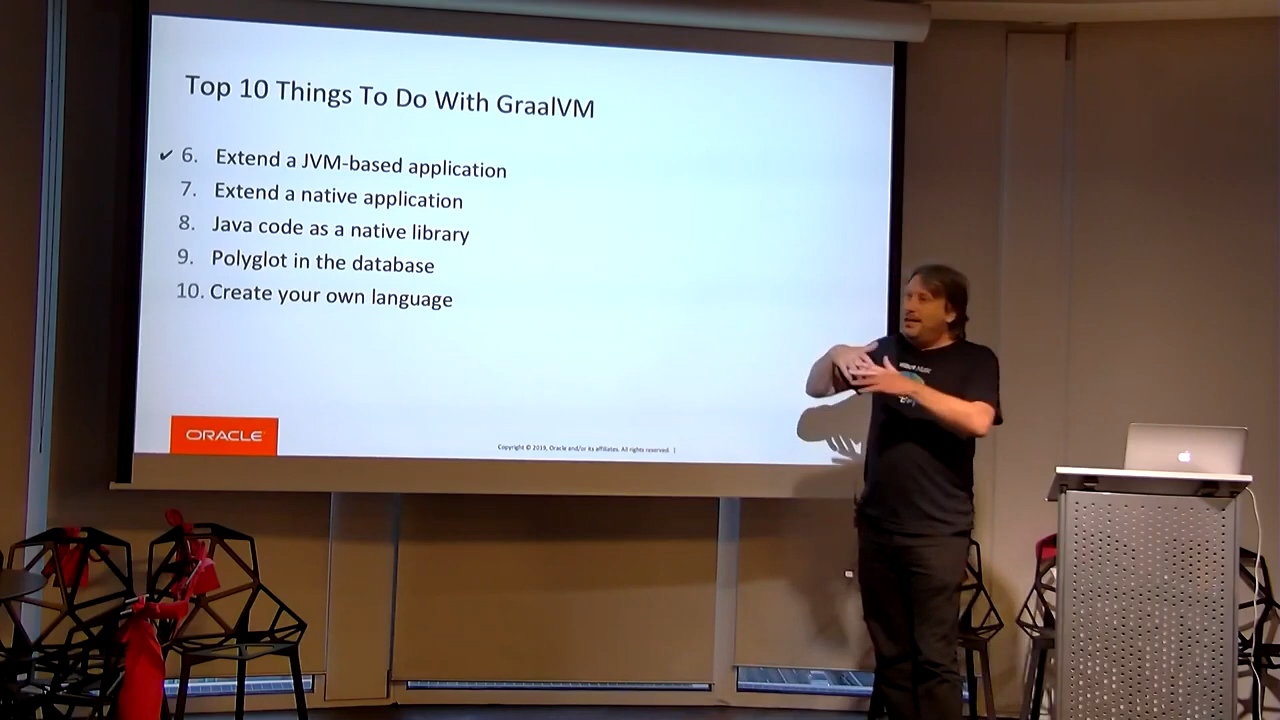 Top 10 Things To Do With GraalVM
✔ 6. Extend a JVM-based application
7. Extend a native application
8. Java code as a native library
9. Polyglot in the database
10. Create your own language
ORACLE
Copyright © 2019, Oracle and/or its affiliates. All rights reserved. |